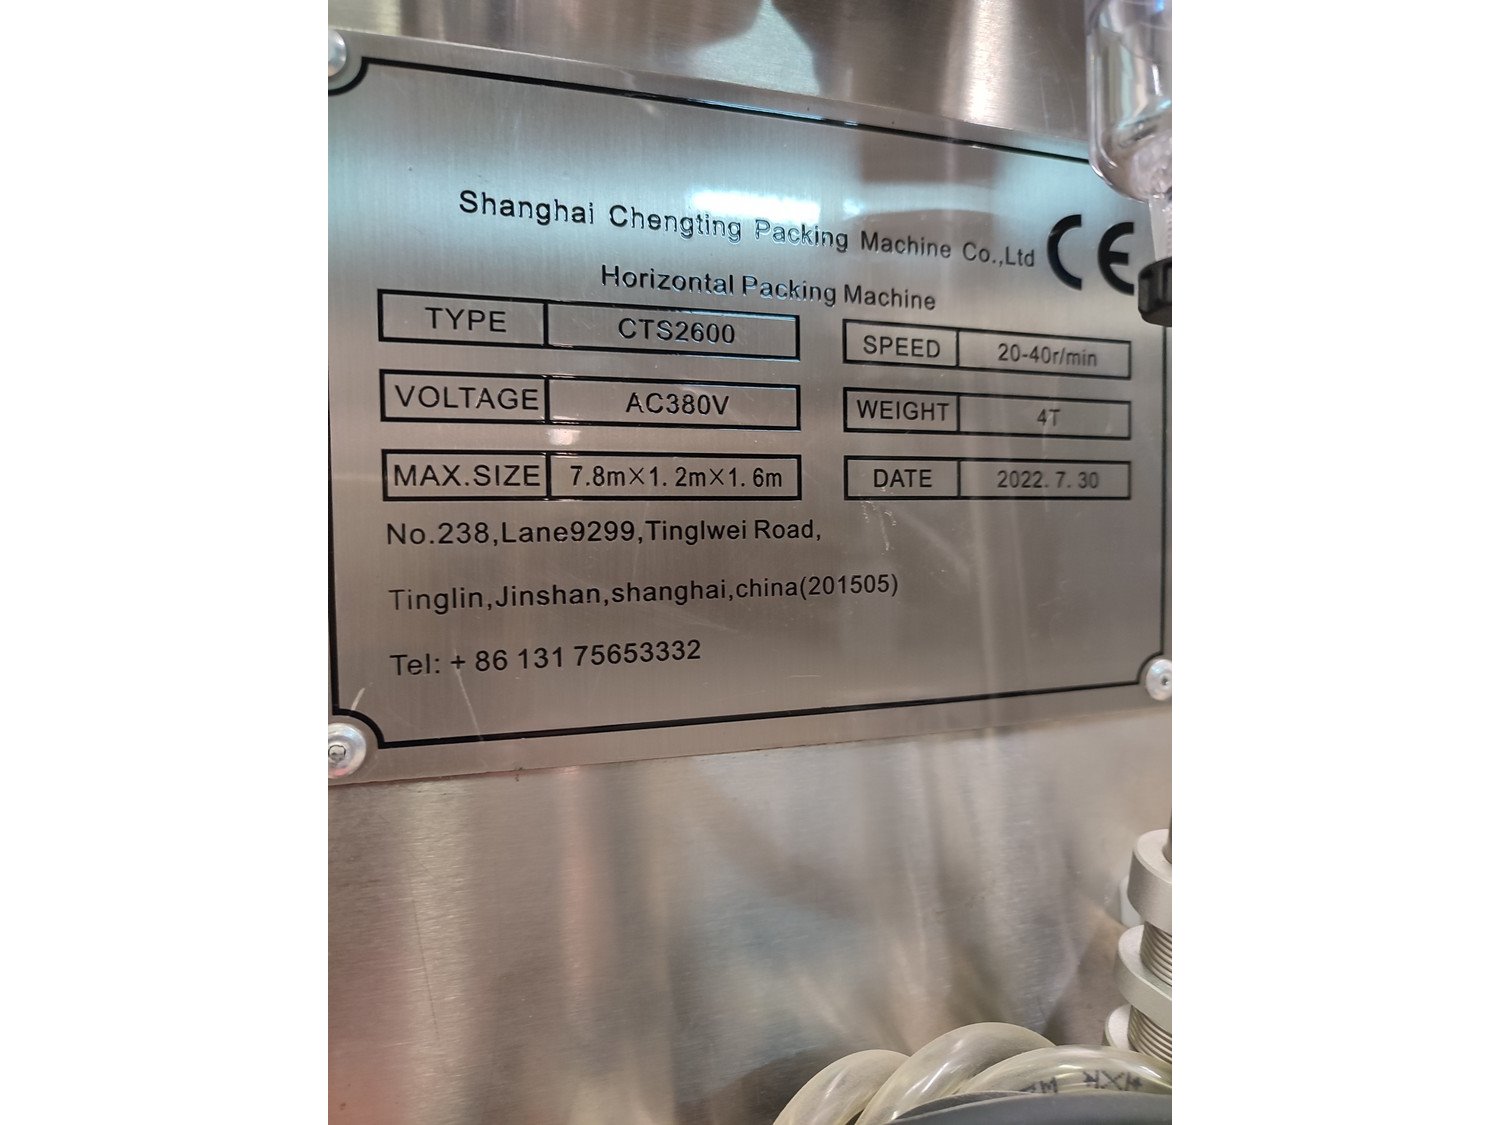 Shanghai Chengting Packing Machine Co.,Ltd CE
Horizontal Packing Machine
TYPE CTS2600
SPEED 20-40r/min
VOLTAGE AC380V
WEIGHT 4T
MAX.SIZE 7.8m×1.2m×1.6m
DATE 2022.7.30
No.238,Lane9299,Tinglwei Road,
Tinglin,Jinshan,shanghai,china(201505)
Tel: + 86 131 75653332